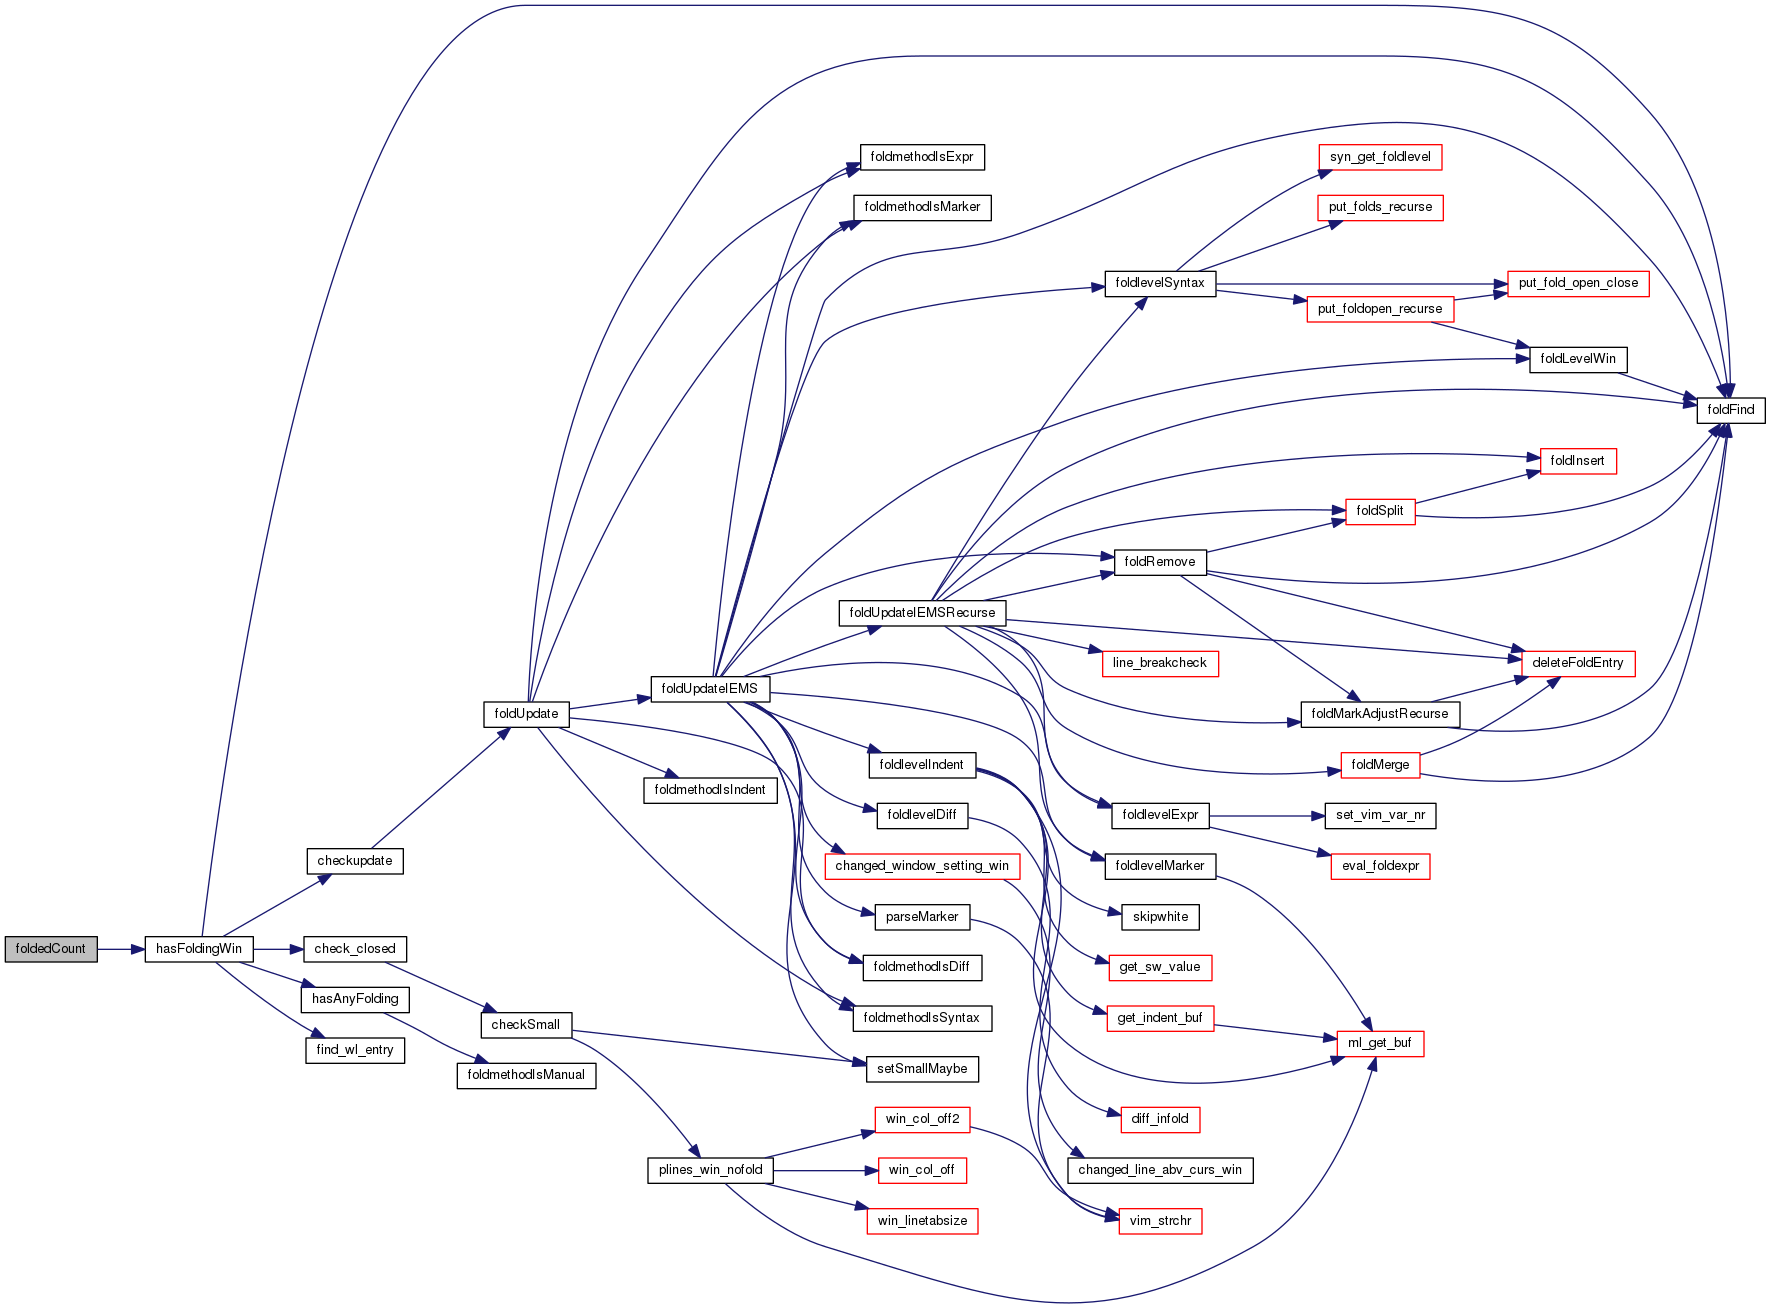 foldmethodIsExpr
syn_get_foldlevel
foldmethodIsMarker
put_folds_recurse
foldlevelSyntax
put_fold_open_close
put_foldopen_recurse
foldLevelWin
foldFind
foldInsert
foldSplit
foldRemove
foldUpdateIEMSRecurse
line_breakcheck
deleteFoldEntry
foldUpdateIEMS
foldUpdate
foldMarkAdjustRecurse
foldlevelIndent
foldMerge
foldmethodIsIndent
foldlevelDiff
foldlevelExpr
set_vim_var_nr
checkupdate
changed_window_setting_win
foldlevelMarker
eval_foldexpr
parseMarker
skipwhite
foldedCount
hasFoldingWin
check_closed
foldmethodIsDiff
get_sw_value
hasAnyFolding
checkSmall
foldmethodIsSyntax
get_indent_buf
find_wl_entry
ml_get_buf
foldmethodIsManual
setSmallMaybe
win_col_off2
diff_infold
plines_win_nofold
win_col_off
changed_line_abv_curs_win
win_linetabsize
vim_strchr